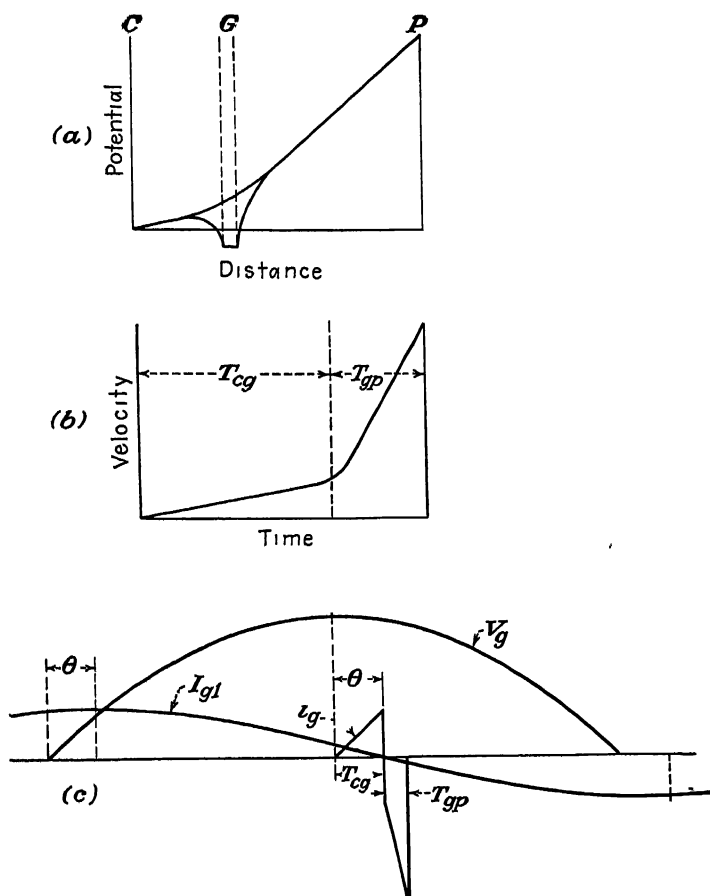 C G P
(a)
Potential
Distance
T_cg T_gp
(b)
Velocity
Time
θ
I_g1
θ
V_g
i_g
T_cg
T_gp
(c)